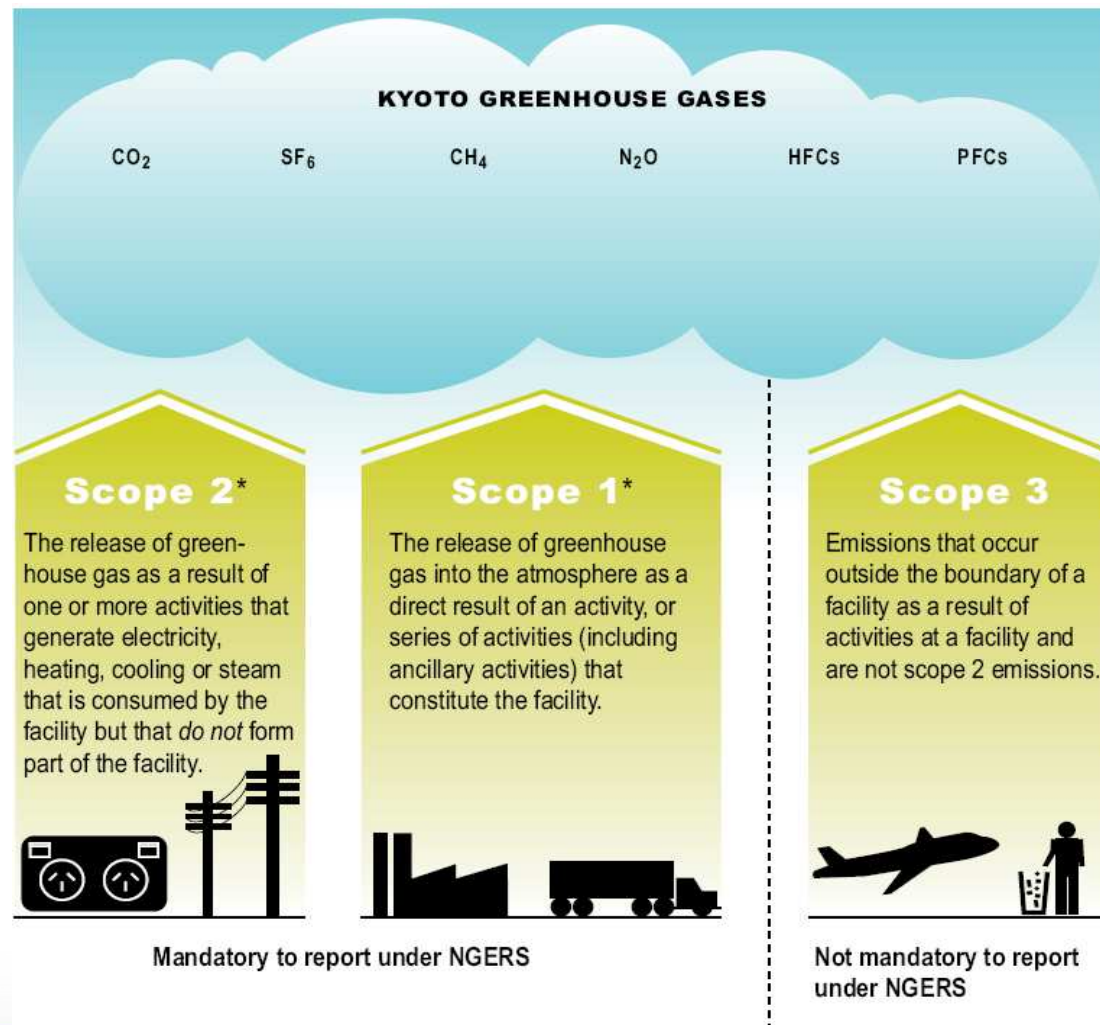 KYOTO GREENHOUSE GASES
CO₂ SF₆ CH₄ N₂O HFCs PFCs
Scope 2*
The release of green-
house gas as a result of
one or more activities that
generate electricity,
heating, cooling or steam
that is consumed by the
facility but that do not form
part of the facility.
Scope 1*
The release of greenhouse
gas into the atmosphere as a
direct result of an activity, or
series of activities (including
ancillary activities) that
constitute the facility.
Scope 3
Emissions that occur
outside the boundary of a
facility as a result of
activities at a facility and
are not scope 2 emissions.
Mandatory to report under NGERS
Not mandatory to report
under NGERS